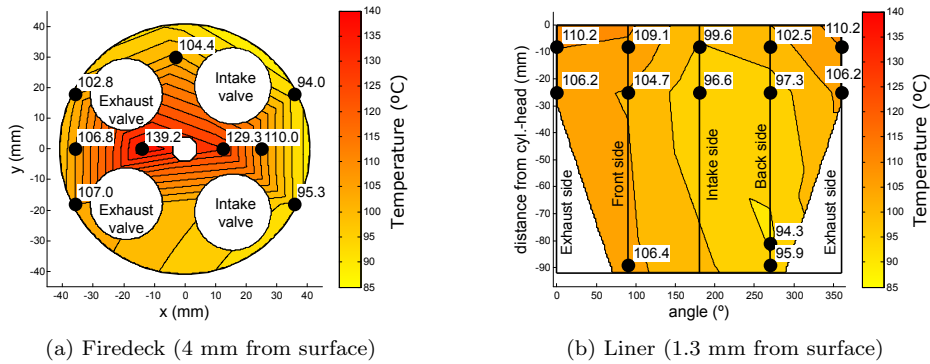 140
135
130
125
120
115
110
105
100
95
90
85
Temperature (ºC)
40
30
20
10
0
-10
-20
-30
-40
y (mm)
-40 -30 -20 -10 0 10 20 30 40
x (mm)
104.4
102.8
94.0
Exhaust
valve
Intake
valve
106.8
139.2
129.3
110.0
107.0
95.3
Exhaust
valve
Intake
valve
(a) Firedeck (4 mm from surface)
0
-10
-20
-30
-40
-50
-60
-70
-80
-90
distance from cyl.-head (mm)
0 50 100 150 200 250 300 350
angle (º)
110.2
109.1
99.6
102.5
110.2
106.2
104.7
96.6
97.3
106.2
Exhaust side
Front side
Intake side
Back side
Exhaust side
94.3
106.4
95.9
140
135
130
125
120
115
110
105
100
95
90
85
Temperature (ºC)
(b) Liner (1.3 mm from surface)